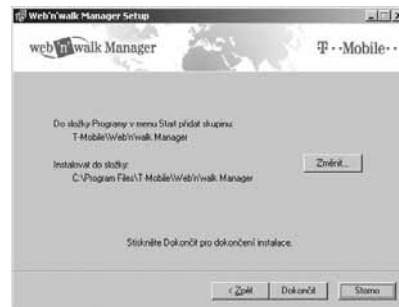 Web'n'walk Manager Setup
web'n'walk Manager
T··Mobile··
Do složky Programy v menu Start přidat skupinu:
T-Mobile\Web'n'walk Manager
Instalovat do složky:
Změnit...
C:\Program Files\T-Mobile\Web'n'walk Manager
Stiskněte Dokončit pro dokončení instalace.
< Zpět
Dokončit
Storno